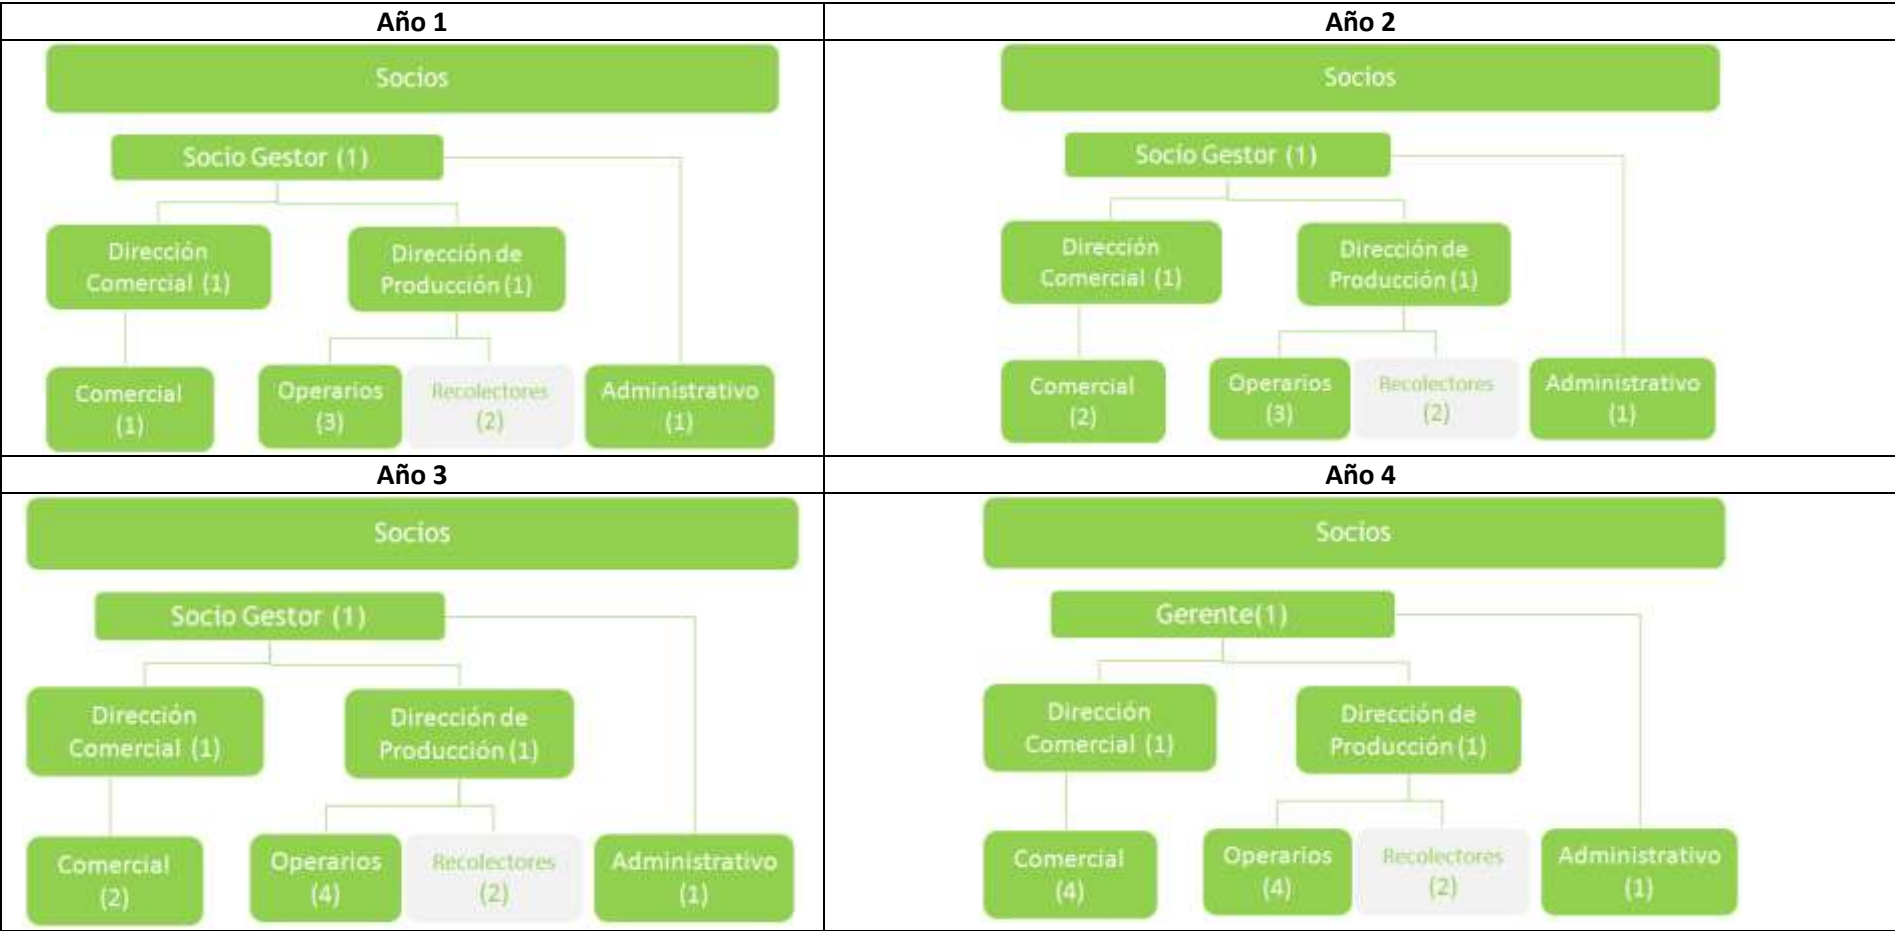 Año 1
Socios
Socio Gestor (1)
Dirección
Comercial (1)
Dirección de
Producción (1)
Comercial
(1)
Operarios
(3)
Recolectores
(2)
Administrativo
(1)
Año 2
Socios
Socio Gestor (1)
Dirección
Comercial (1)
Dirección de
Producción (1)
Comercial
(2)
Operarios
(3)
Recolectores
(2)
Administrativo
(1)
Año 3
Socios
Socio Gestor (1)
Dirección
Comercial (1)
Dirección de
Producción (1)
Comercial
(2)
Operarios
(4)
Recolectores
(2)
Administrativo
(1)
Año 4
Socios
Gerente(1)
Dirección
Comercial (1)
Dirección de
Producción (1)
Comercial
(4)
Operarios
(4)
Recolectores
(2)
Administrativo
(1)